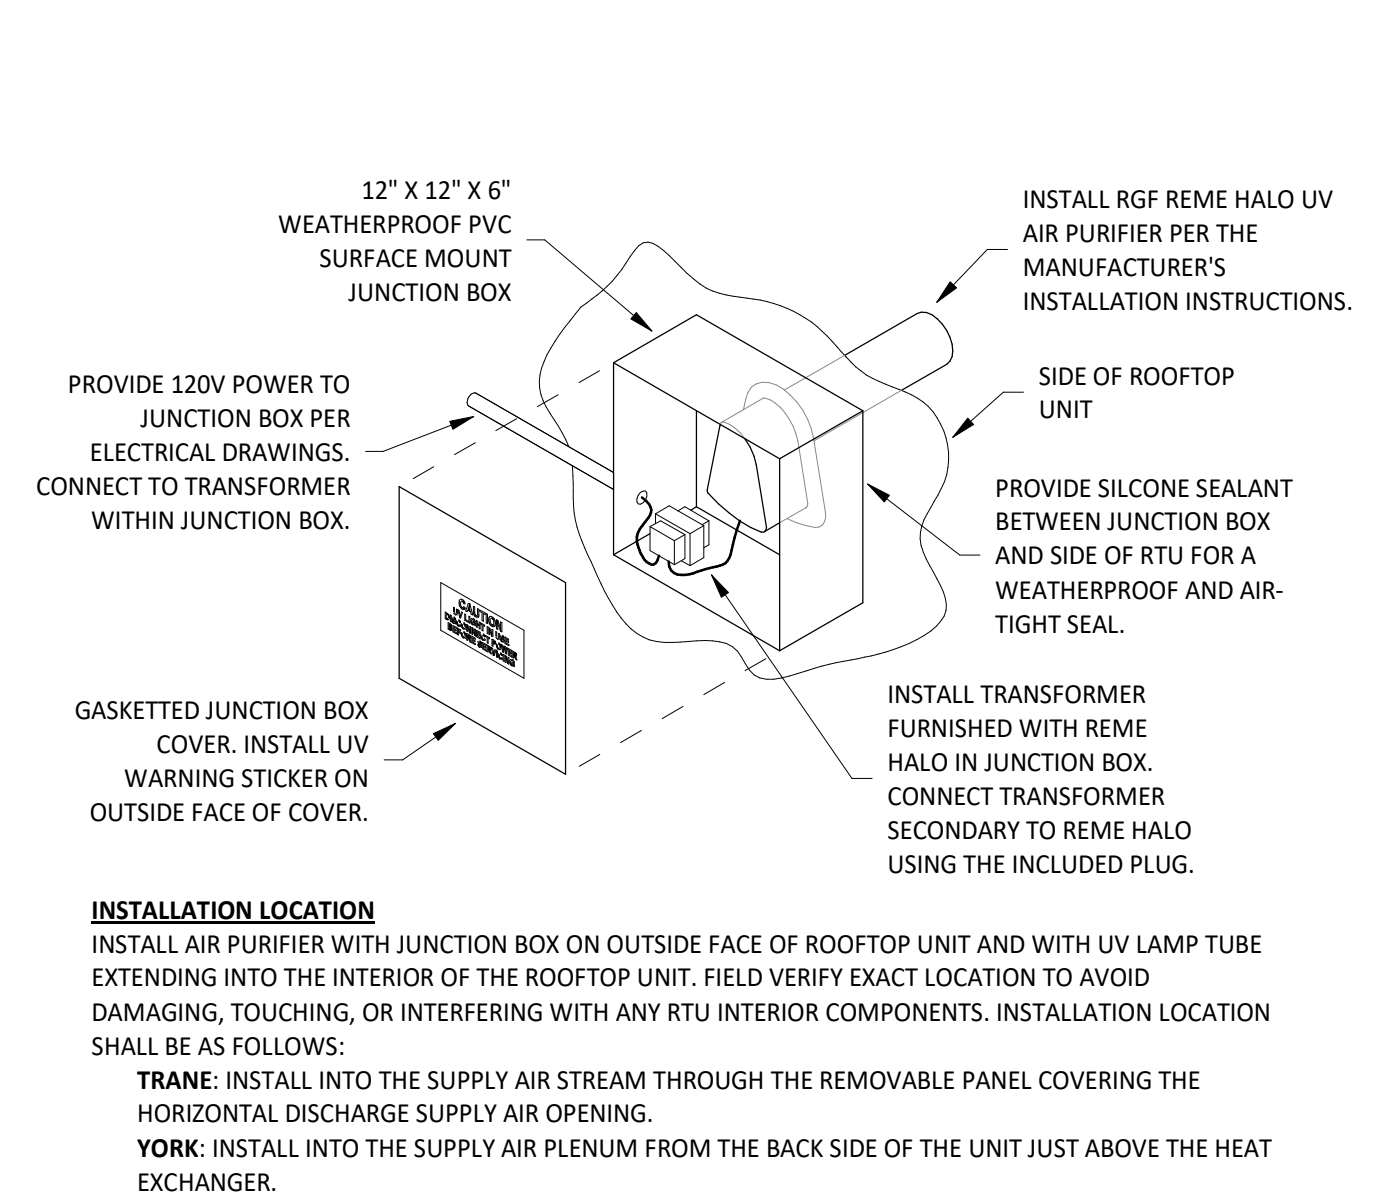 12" X 12" X 6"
WEATHERPROOF PVC
SURFACE MOUNT
JUNCTION BOX
INSTALL RGF REME HALO UV
AIR PURIFIER PER THE
MANUFACTURER'S
INSTALLATION INSTRUCTIONS.
PROVIDE 120V POWER TO
JUNCTION BOX PER
ELECTRICAL DRAWINGS.
CONNECT TO TRANSFORMER
WITHIN JUNCTION BOX.
SIDE OF ROOFTOP
UNIT
PROVIDE SILCONE SEALANT
BETWEEN JUNCTION BOX
AND SIDE OF RTU FOR A
WEATHERPROOF AND AIR-
TIGHT SEAL.
CAUTION
UV LIGHT IN USE
DISCONNECT POWER
BEFORE SERVICING
GASKETTED JUNCTION BOX
COVER. INSTALL UV
WARNING STICKER ON
OUTSIDE FACE OF COVER.
INSTALL TRANSFORMER
FURNISHED WITH REME
HALO IN JUNCTION BOX.
CONNECT TRANSFORMER
SECONDARY TO REME HALO
USING THE INCLUDED PLUG.
INSTALLATION LOCATION
INSTALL AIR PURIFIER WITH JUNCTION BOX ON OUTSIDE FACE OF ROOFTOP UNIT AND WITH UV LAMP TUBE
EXTENDING INTO THE INTERIOR OF THE ROOFTOP UNIT. FIELD VERIFY EXACT LOCATION TO AVOID
DAMAGING, TOUCHING, OR INTERFERING WITH ANY RTU INTERIOR COMPONENTS. INSTALLATION LOCATION
SHALL BE AS FOLLOWS:
TRANE: INSTALL INTO THE SUPPLY AIR STREAM THROUGH THE REMOVABLE PANEL COVERING THE
HORIZONTAL DISCHARGE SUPPLY AIR OPENING.
YORK: INSTALL INTO THE SUPPLY AIR PLENUM FROM THE BACK SIDE OF THE UNIT JUST ABOVE THE HEAT
EXCHANGER.